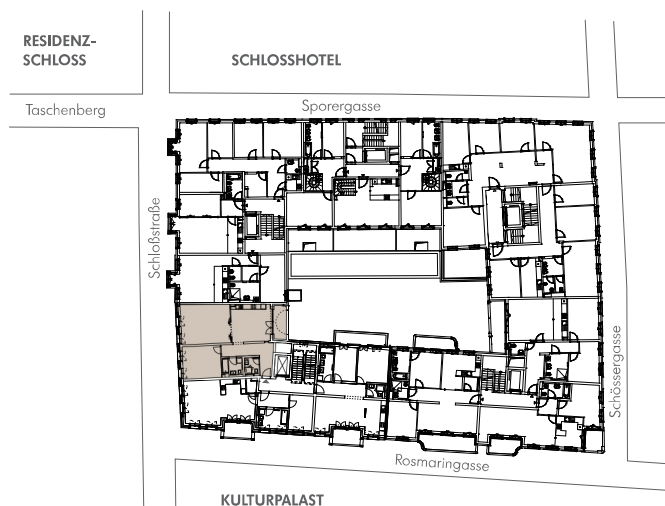 RESIDENZ-
SCHLOSS
SCHLOSSHOTEL
Taschenberg
Sporergasse
Schloßstraße
Schössergasse
Rosmaringasse
KULTURPALAST